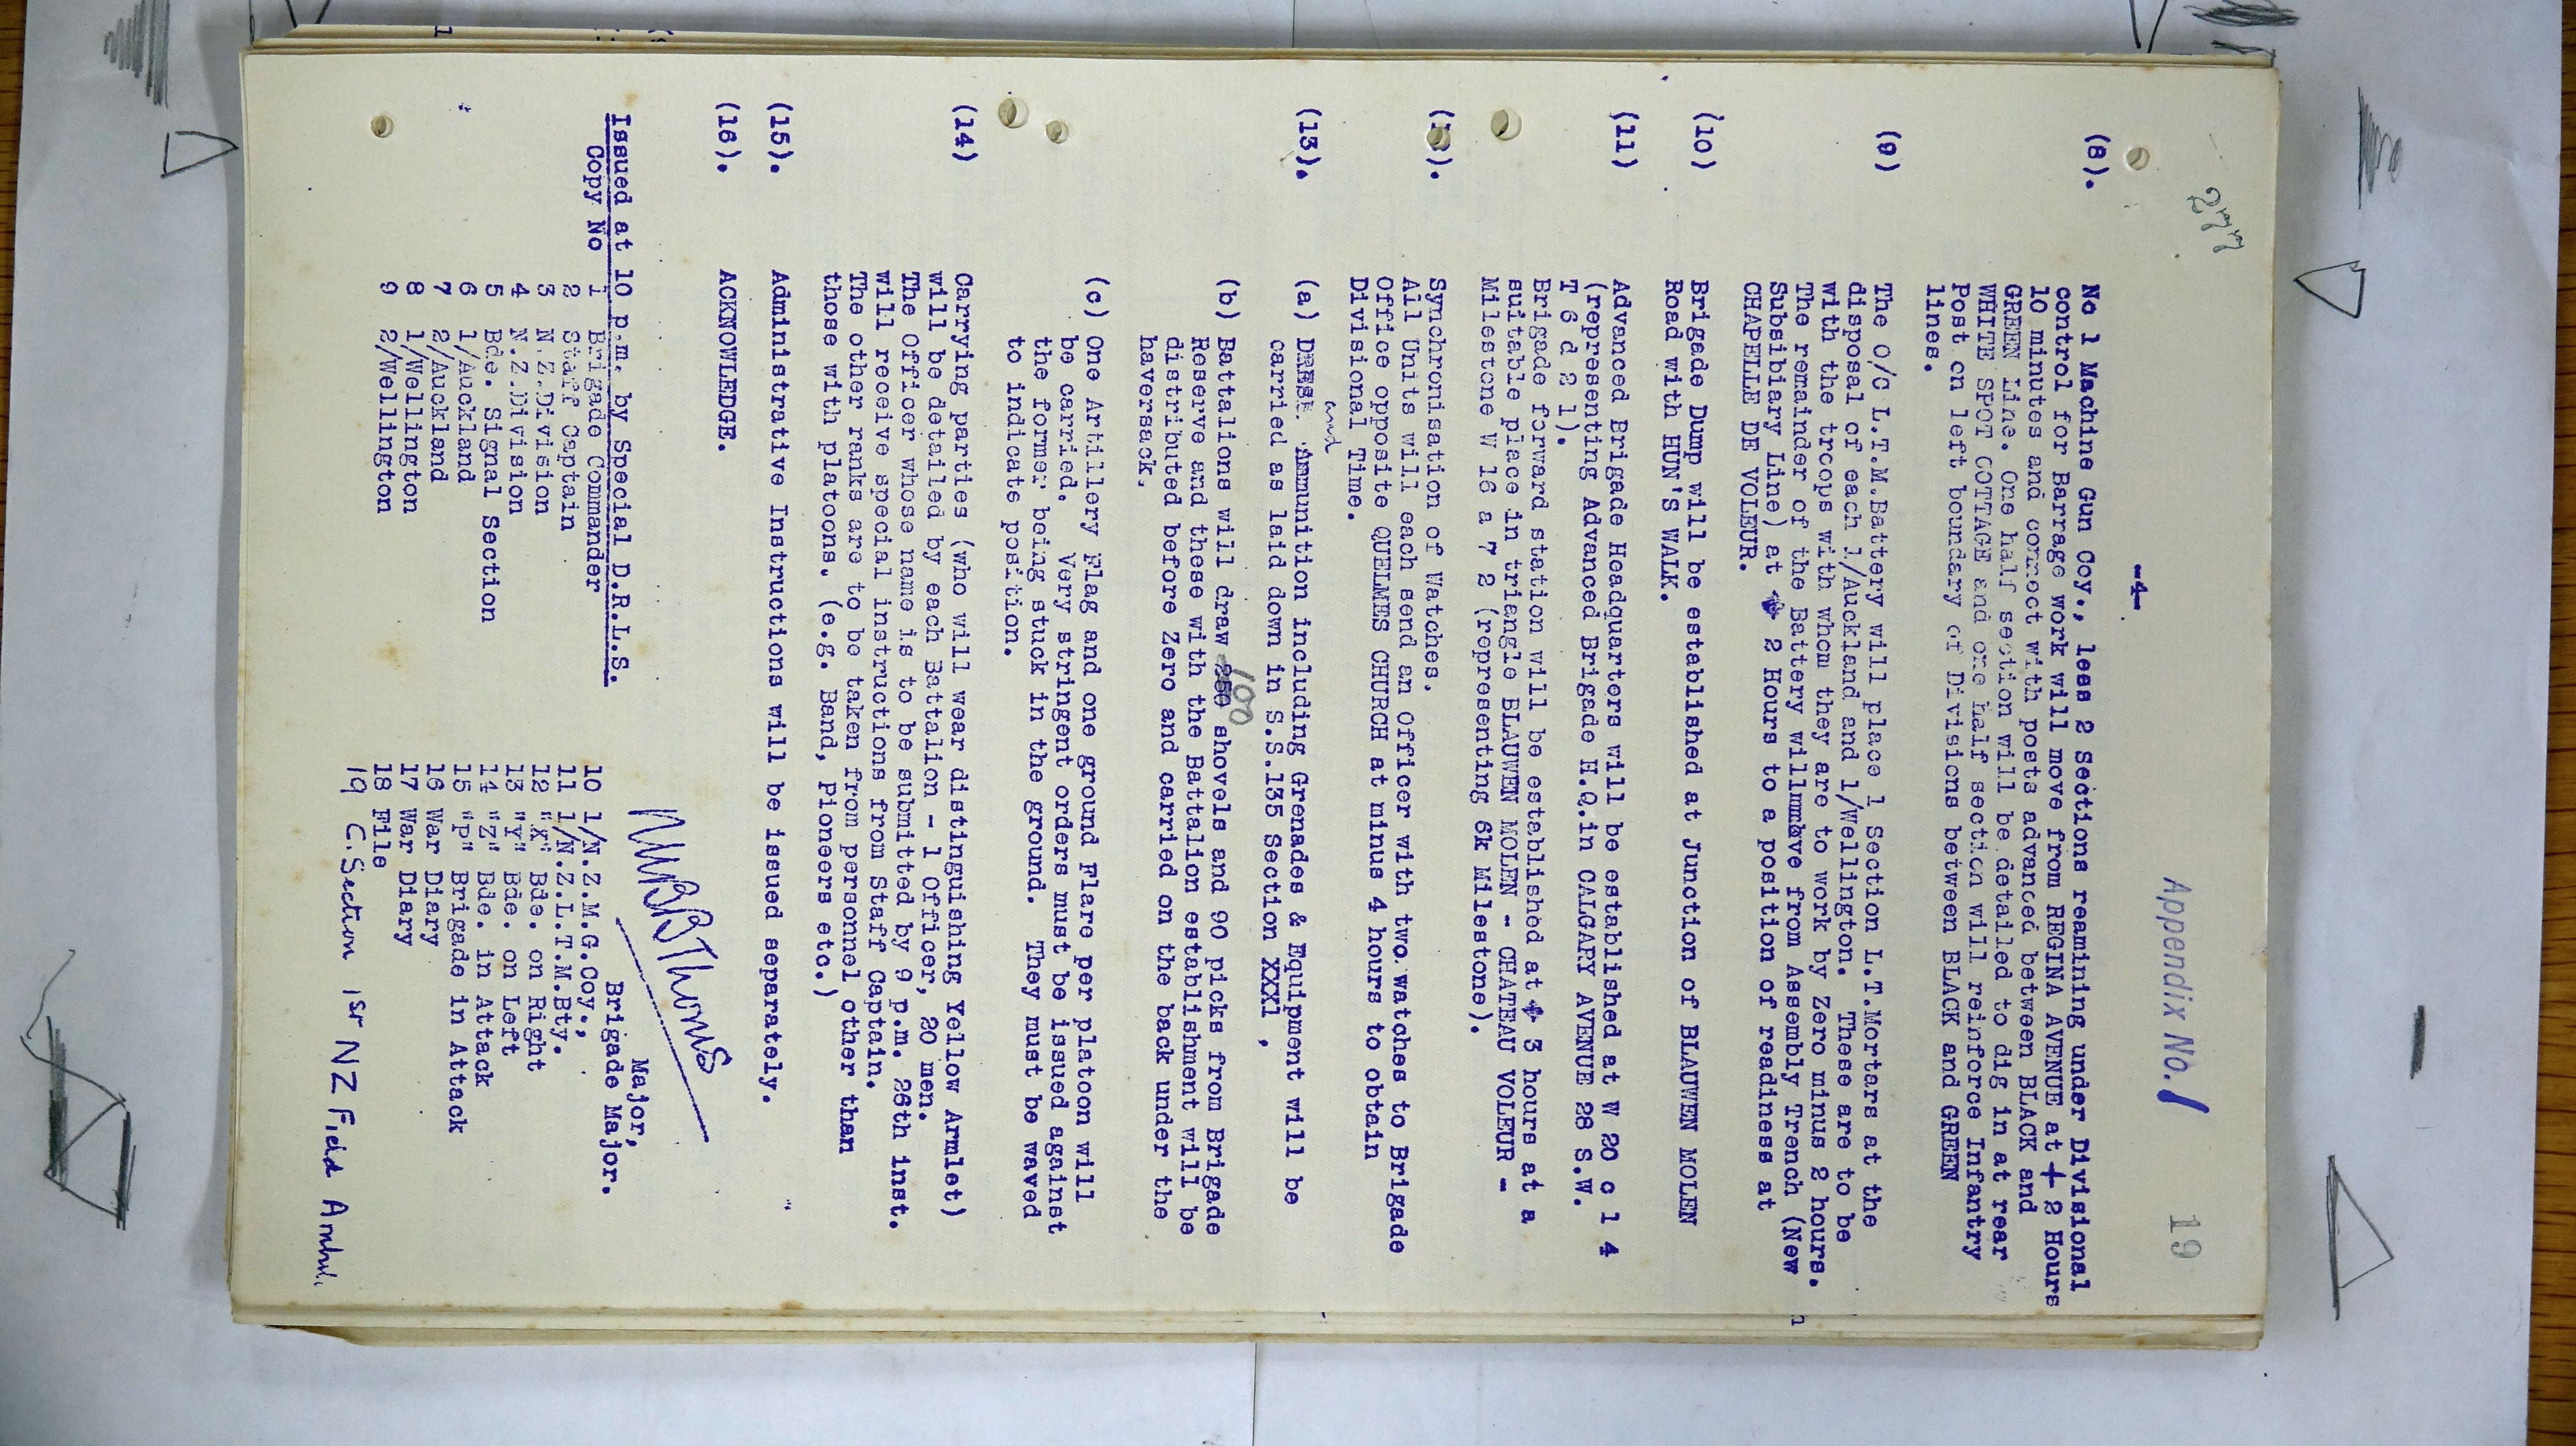 277
Appendix No. 1
19
-4-
(8). No 1 Machine Gun Coy., less 2 Sections reamining under Divisional
control for Barrage work will move from REGINA AVENUE at + 2 Hours
10 minutes and connect with posts advanced between BLACK and
GREEN Line. One half section will be detailed to dig in at rear
WHITE SPOT COTTAGE and one half section will reinforce Infantry
Post on left boundary of Divisions between BLACK and GREEN
lines.
(9) The O/C L.T.M.Battery will place 1 Section L.T.Mortars at the
disposal of each 1/Auckland and 1/Wellington. These are to be
with the troops with whom they are to work by Zero minus 2 hours.
The remainder of the Battery will move from Assembly Trench (New
Subsibiary Line) at + 2 Hours to a position of readiness at
CHAPELLE DE VOLEUR.
(10) Brigade Dump will be established at Junction of BLAUWEN MOLEN
Road with HUN'S WALK.
(11) Advanced Brigade Headquarters will be established at W 20 c 1 4
(representing Advanced Brigade H.Q.in CALGARY AVENUE 28 S.W.
T 6 d 2 1).
Brigade forward station will be established at + 3 hours at a
suitable place in triangle BLAUWEN MOLEN - CHATEAU VOLEUR -
Milestone W 16 a 7 2 (representing 6k Milestone).
(12). Synchronisation of Watches.
All Units will each send an Officer with two watches to Brigade
Office opposite QUELMES CHURCH at minus 4 hours to obtain
Divisional Time.
and
(13). (a) DRESS. Ammunition including Grenades & Equipment will be
carried as laid down in S.S.135 Section XXXl ,
100
(b) Battalions will draw 250 shovels and 90 picks from Brigade
Reserve and these with the Battalion establishment will be
distributed before Zero and carried on the back under the
haversack.
(c) One Artillery Flag and one ground Flare per platoon will
be carried. Very stringent orders must be issued against
the former being stuck in the ground. They must be waved
to indicate position.
(14) Carrying parties (who will wear distinguishing Yellow Armlet)
will be detailed by each Battalion - 1 Officer, 20 men.
The Officer whose name is to be submitted by 9 p.m. 26th inst.
will receive special instructions from Staff Captain.
The other ranks are to be taken from personnel other than
those with platoons. (e.g. Band, Pioneers etc.)
(15). Administrative Instructions will be issued separately.
(16). ACKNOWLEDGE.
Major,
Brigade Major.
Issued at 10 p.m. by Special D.R.L.S.
Copy No 1 Brigade Commander
2 Staff Captain
3 N.Z.Division
4 N.Z.Division
5 Bde. Signal Section
6 1/Auckland
7 2/Auckland
8 1/Wellington
9 2/Wellington
10 1/N.Z.M.G.Coy.,
11 1/N.Z.L.T.M.Bty.
12 "X" Bde. on Right
13 "Y" Bde. on Left
14 "Z" Bde. in Attack
15 "P" Brigade in Attack
16 War Diary
17 War Diary
18 File
19 C. Section 1st NZ Field Ambul.